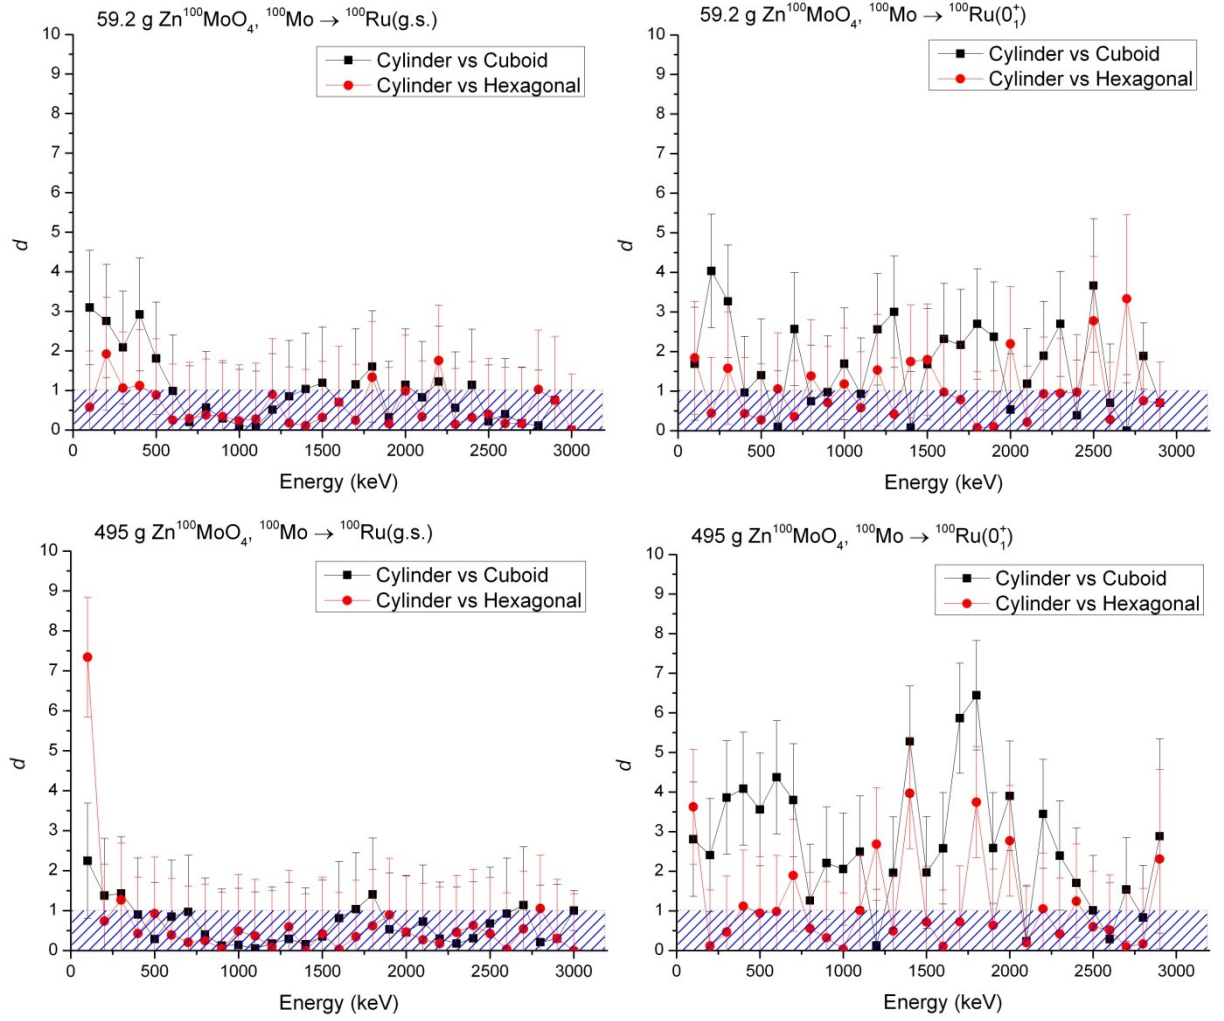 59.2 g Zn¹⁰⁰MoO₄, ¹⁰⁰Mo → ¹⁰⁰Ru(g.s.)
Cylinder vs Cuboid
Cylinder vs Hexagonal
10
9
8
7
6
5
4
3
2
1
0
d
0 500 1000 1500 2000 2500 3000
Energy (keV)
59.2 g Zn¹⁰⁰MoO₄, ¹⁰⁰Mo → ¹⁰⁰Ru(0₁⁺)
Cylinder vs Cuboid
Cylinder vs Hexagonal
10
9
8
7
6
5
4
3
2
1
0
d
0 500 1000 1500 2000 2500 3000
Energy (keV)
495 g Zn¹⁰⁰MoO₄, ¹⁰⁰Mo → ¹⁰⁰Ru(g.s.)
Cylinder vs Cuboid
Cylinder vs Hexagonal
10
9
8
7
6
5
4
3
2
1
0
d
0 500 1000 1500 2000 2500 3000
Energy (keV)
495 g Zn¹⁰⁰MoO₄, ¹⁰⁰Mo → ¹⁰⁰Ru(0₁⁺)
Cylinder vs Cuboid
Cylinder vs Hexagonal
10
9
8
7
6
5
4
3
2
1
0
d
0 500 1000 1500 2000 2500 3000
Energy (keV)